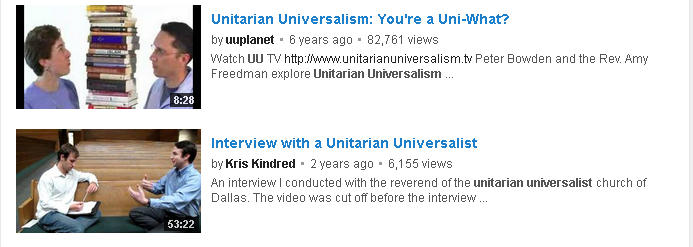 Unitarian Universalism: You're a Uni-What?
by uuplanet • 6 years ago • 82,761 views
Watch UU TV http://www.unitarianuniversalism.tv Peter Bowden and the Rev. Amy
Freedman explore Unitarian Universalism ...
8:28
Interview with a Unitarian Universalist
by Kris Kindred • 2 years ago • 6,155 views
An interview I conducted with the reverend of the unitarian universalist church of
Dallas. The video was cut off before the interview ...
53:22